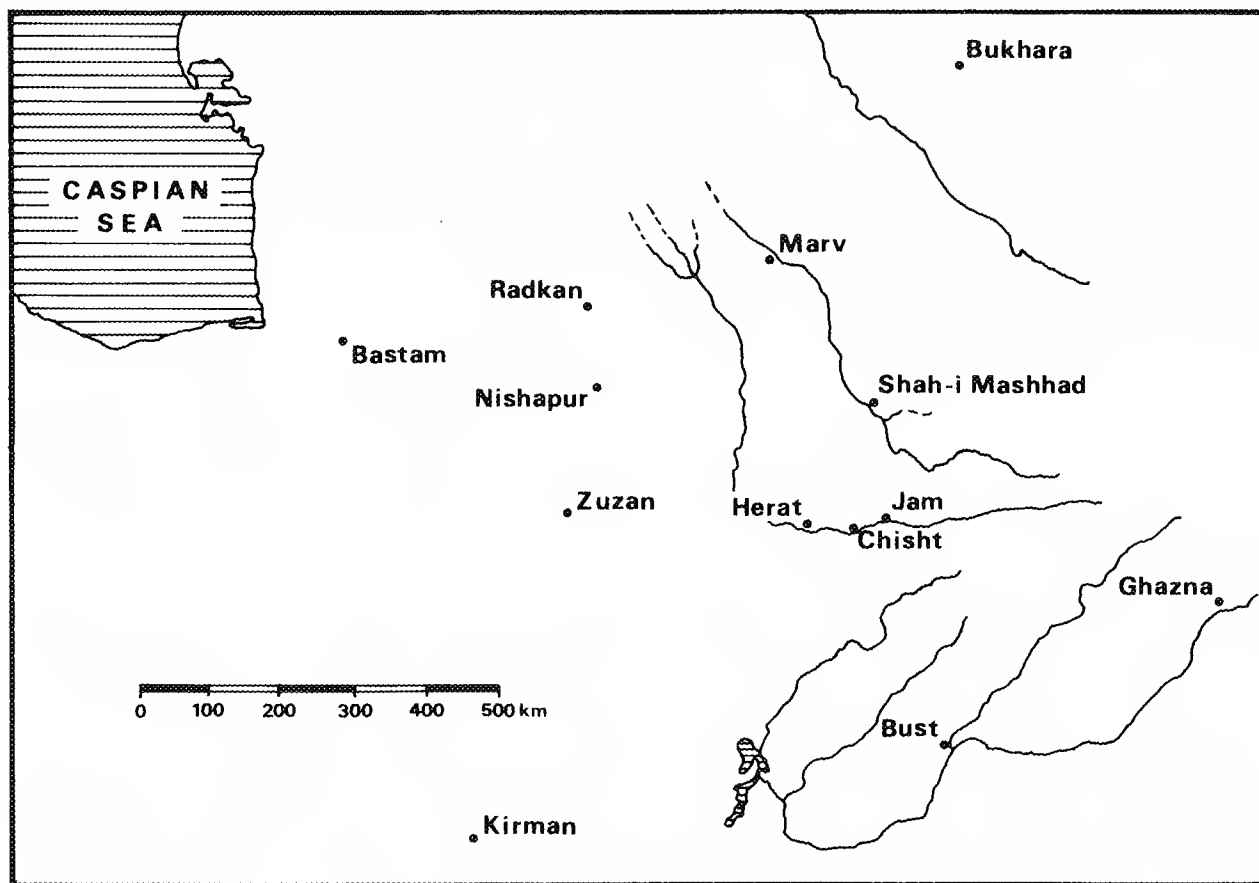 Bukhara
CASPIAN
SEA
Marv
Radkan
Bastam
Shah-i Mashhad
Nishapur
Zuzan
Herat
Jam
Chisht
Ghazna
0 100 200 300 400 500 km
Bust
Kirman